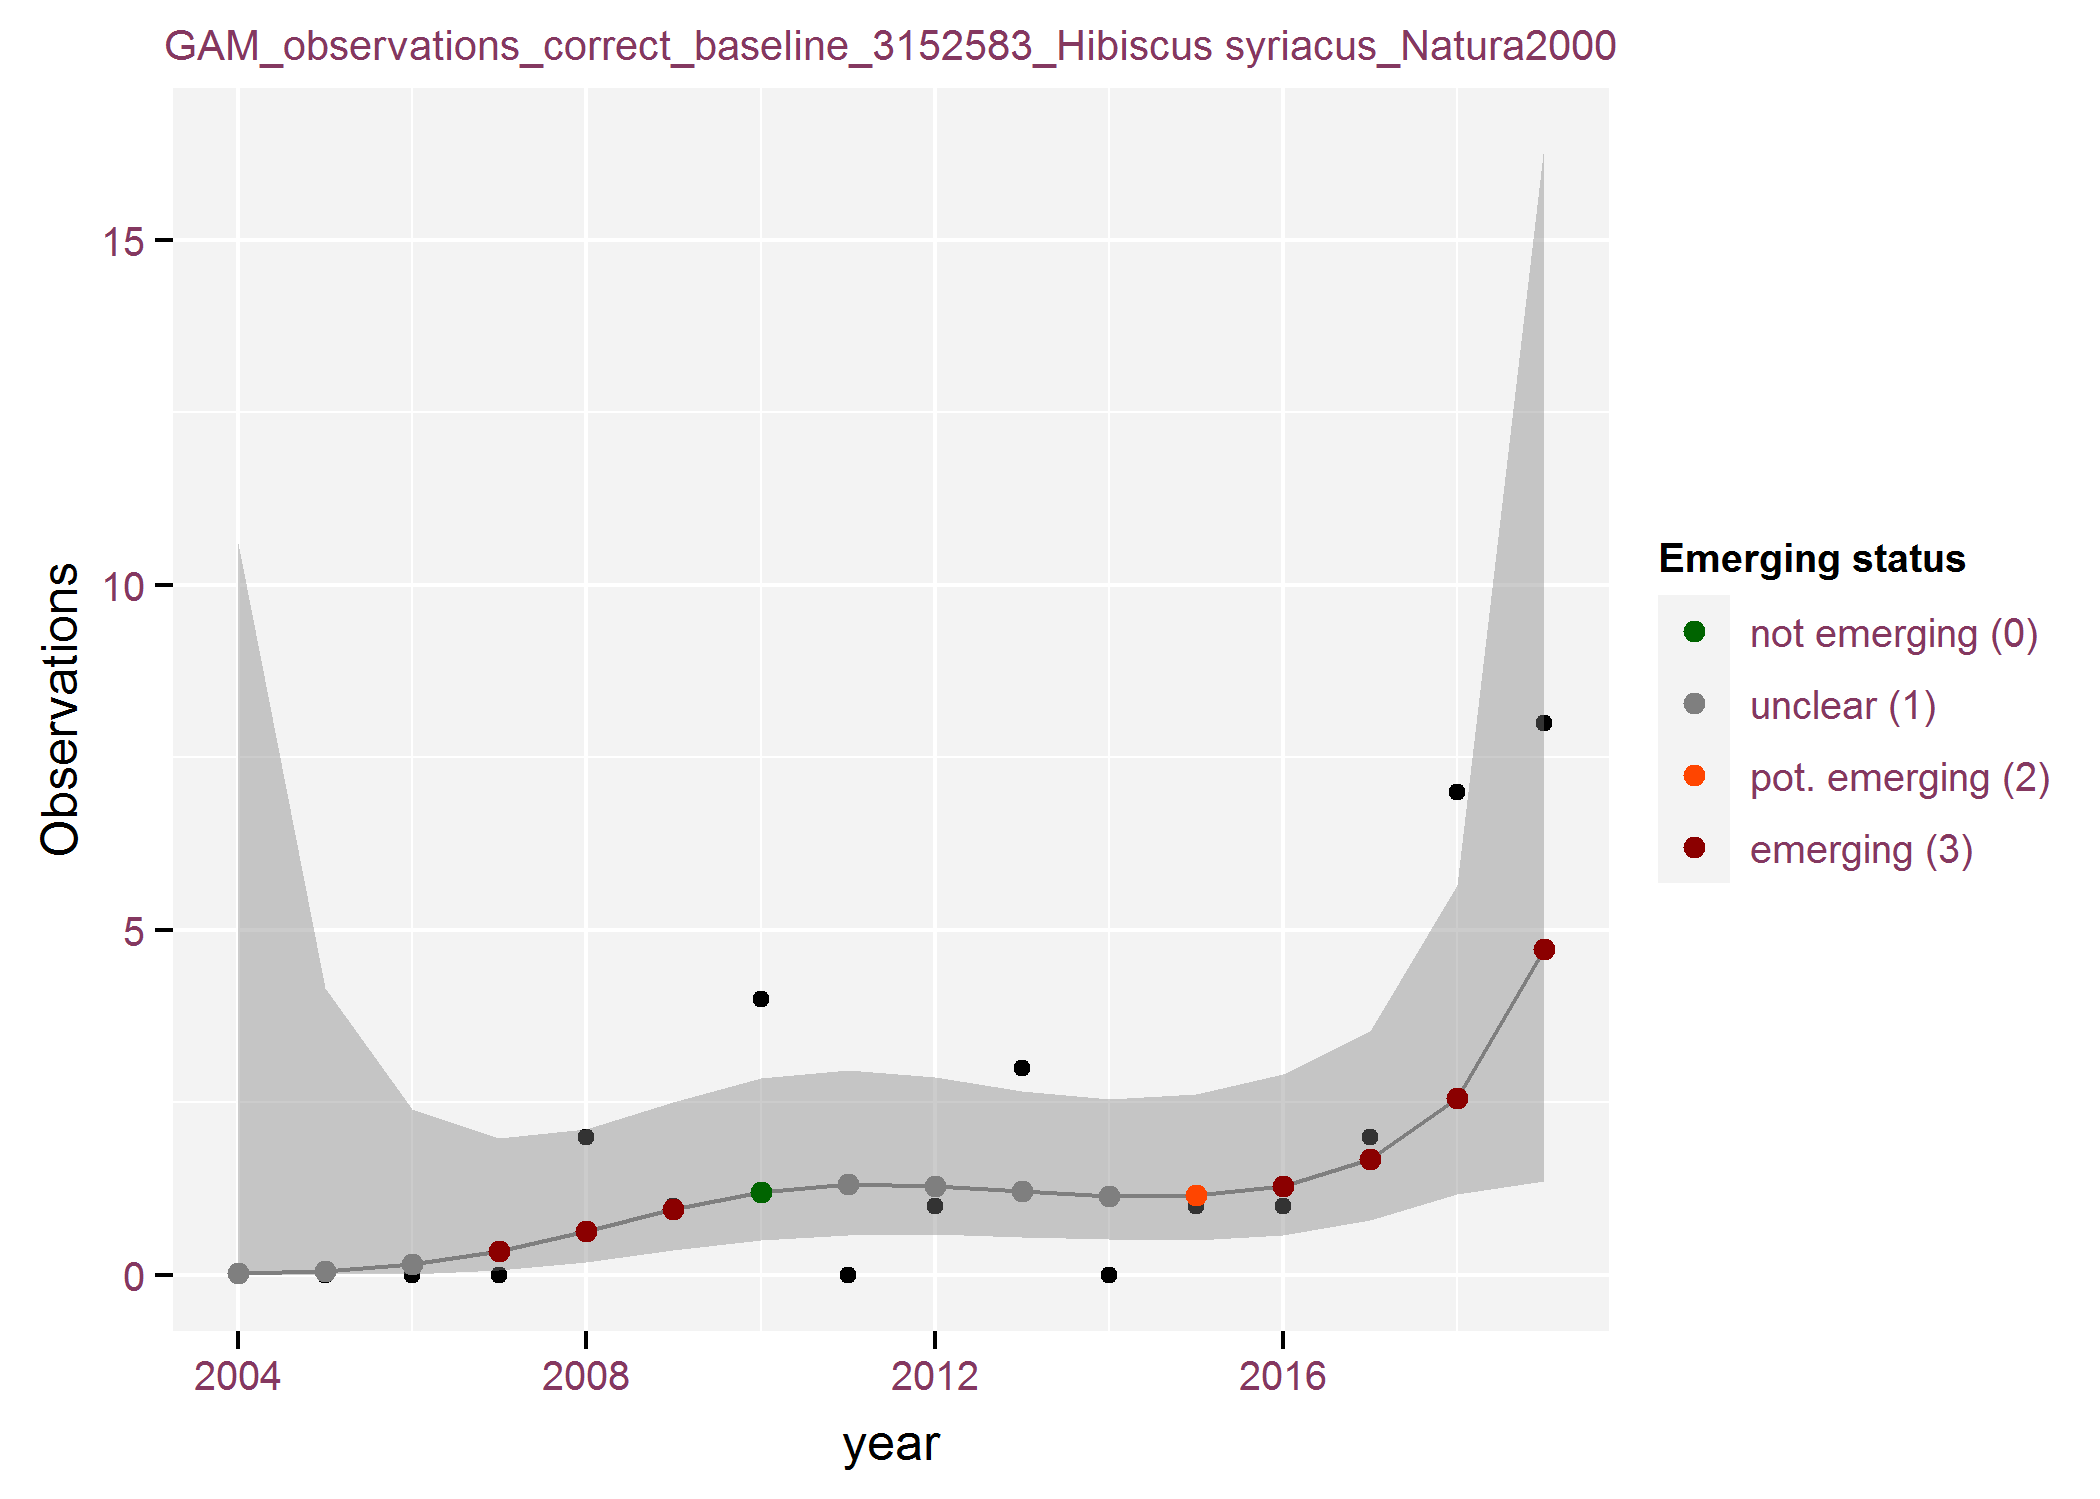 GAM_observations_correct_baseline_3152583_Hibiscus syriacus_Natura2000
15
10
5
0
Observations
2004 2008 2012 2016
year
Emerging status
not emerging (0)
unclear (1)
pot. emerging (2)
emerging (3)